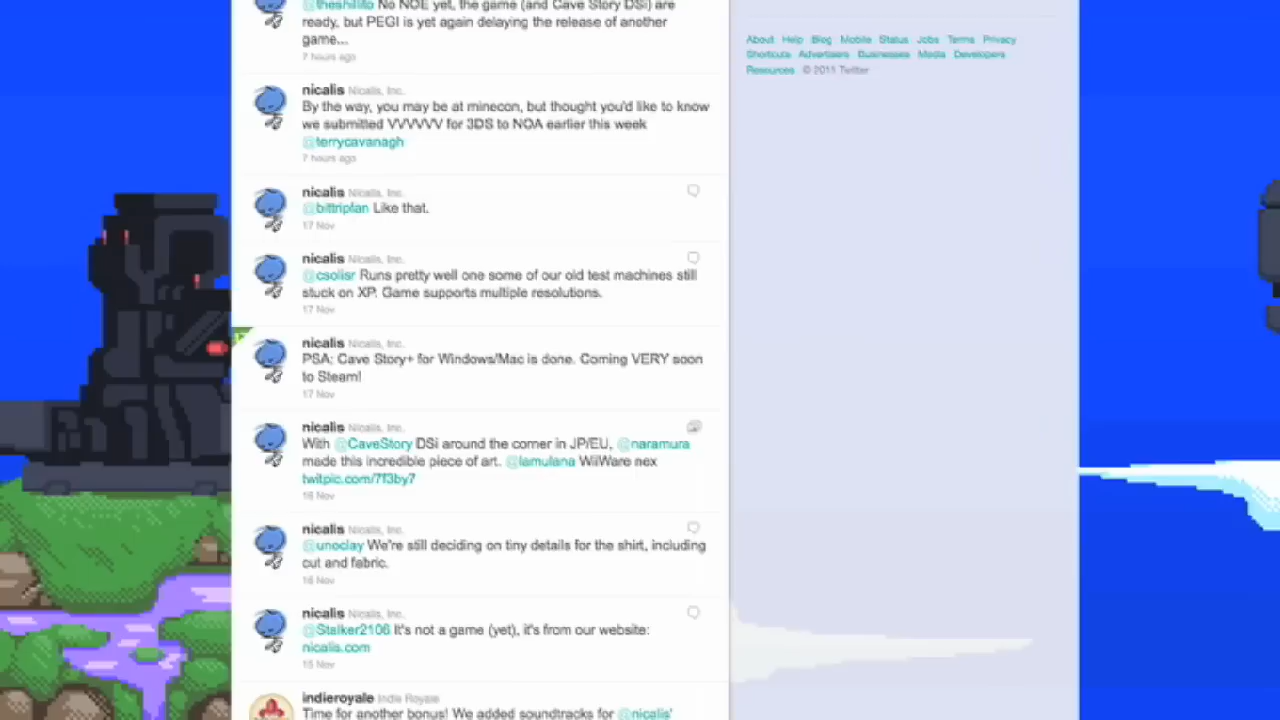 @theshillito No NOE yet, the game (and Cave Story DSi) are
ready, but PEGI is yet again delaying the release of another
game...
7 hours ago
nicalis Nicalis, Inc.
By the way, you may be at minecon, but thought you'd like to know
we submitted VVVVVV for 3DS to NOA earlier this week
@terrycavanagh
7 hours ago
nicalis Nicalis, Inc.
@bittripfan Like that.
17 Nov
nicalis Nicalis, Inc.
@csolisr Runs pretty well one some of our old test machines still
stuck on XP. Game supports multiple resolutions.
17 Nov
nicalis Nicalis, Inc.
PSA: Cave Story+ for Windows/Mac is done. Coming VERY soon
to Steam!
17 Nov
nicalis Nicalis, Inc.
With @CaveStory DSi around the corner in JP/EU, @naramura
made this incredible piece of art. @lamulana WiiWare nex
twitpic.com/7f3by7
16 Nov
nicalis Nicalis, Inc.
@unoclay We're still deciding on tiny details for the shirt, including
cut and fabric.
16 Nov
nicalis Nicalis, Inc.
@Stalker2106 It's not a game (yet), it's from our website:
nicalis.com
15 Nov
indieroyale Indie Royale
Time for another bonus! We added soundtracks for @nicalis'
About Help Blog Mobile Status Jobs Terms Privacy
Shortcuts Advertisers Businesses Media Developers
Resources © 2011 Twitter